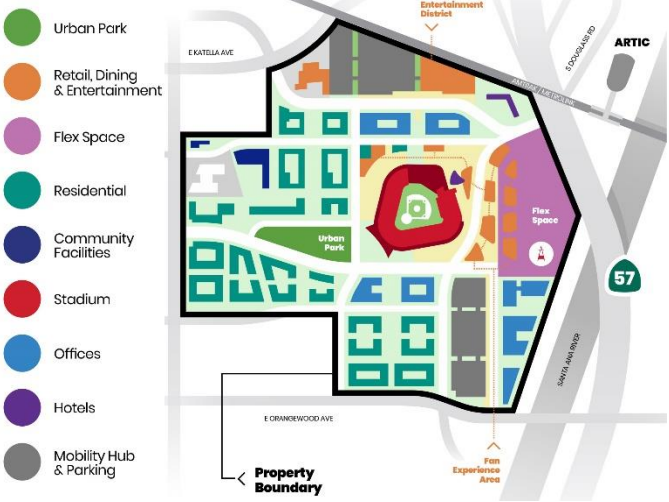 Urban Park
Retail, Dining
& Entertainment
Flex Space
Residential
Community
Facilities
Stadium
Offices
Hotels
Mobility Hub
& Parking
Entertainment
District
E KATELLA AVE
S DOUGLASS RD
ARTIC
AMTRAK / METROLINK
Flex
Space
Urban
Park
57
SANTA ANA RIVER
E ORANGEWOOD AVE
Property
Boundary
Fan
Experience
Area